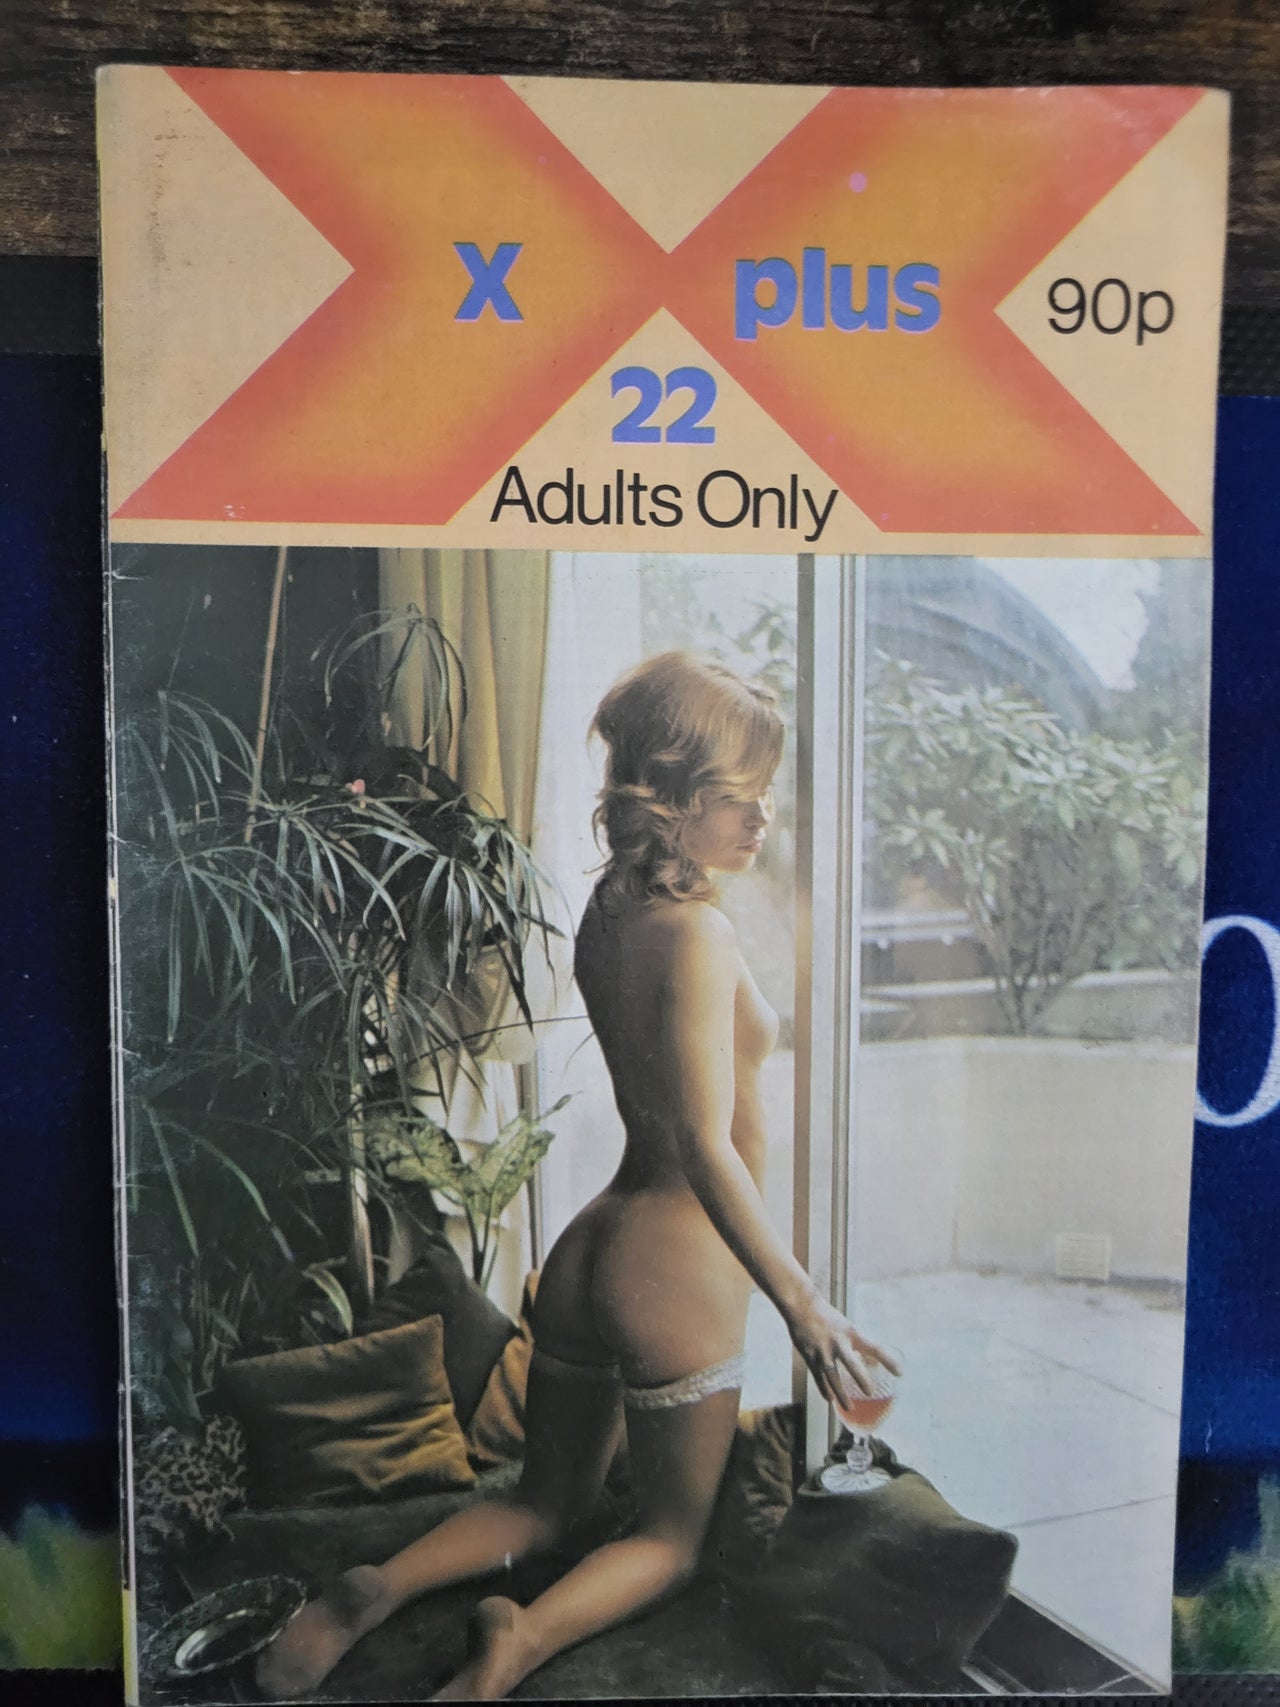 x plus
90p
22
Adults Only
O